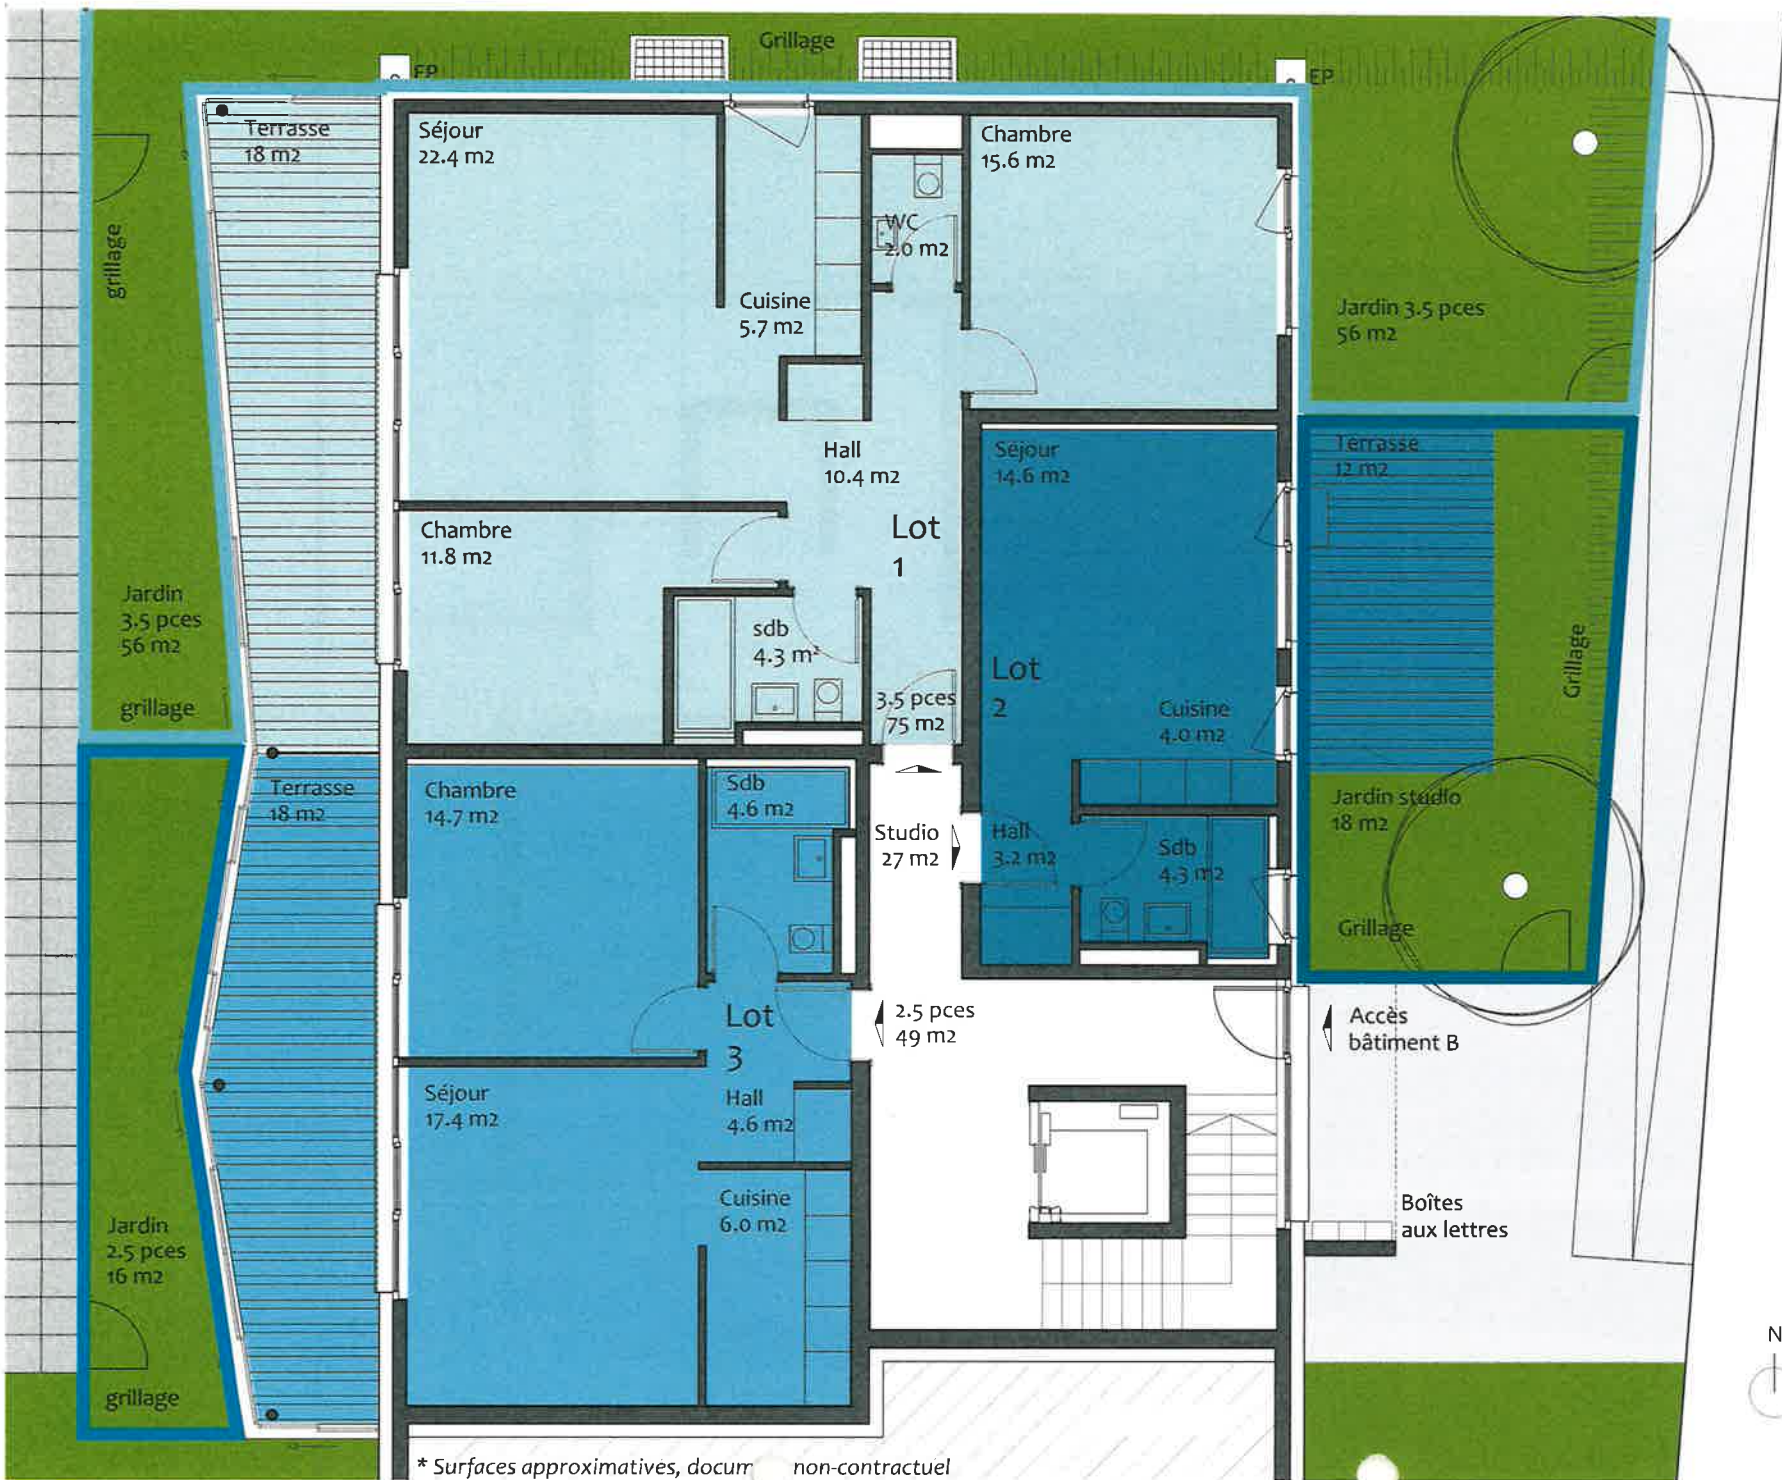 Grillage
EP
EP
Terrasse
18 m2
Séjour
22.4 m2
Chambre
15.6 m2
WC
2.0 m2
grillage
Cuisine
5.7 m2
Jardin 3.5 pces
56 m2
Hall
10.4 m2
Séjour
14.6 m2
Terrasse
12 m2
Chambre
11.8 m2
Lot
1
Jardin
3.5 pces
56 m2
grillage
sdb
4.3 m²
3.5 pces
75 m2
Lot
2
Cuisine
4.0 m2
Grillage
Terrasse
18 m2
Chambre
14.7 m2
Sdb
4.6 m2
Studio
27 m2
Hall
3.2 m2
Sdb
4.3 m2
Jardin studio
18 m2
Grillage
Lot
3
2.5 pces
49 m2
Accès
bâtiment B
Séjour
17.4 m2
Hall
4.6 m2
Cuisine
6.0 m2
Boîtes
aux lettres
Jardin
2.5 pces
16 m2
grillage
N
* Surfaces approximatives, docum non-contractuel